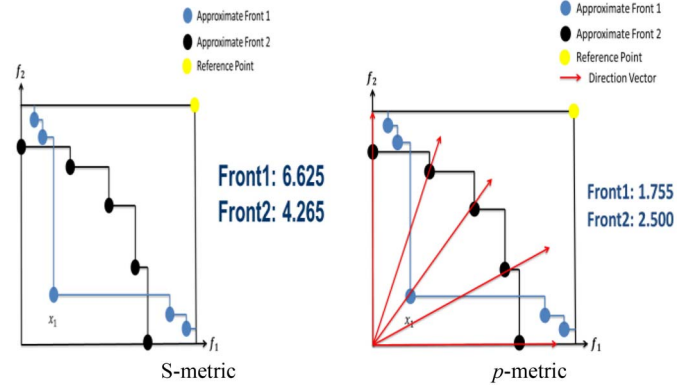 Approximate Front 1
Approximate Front 2
Reference Point
f2
Front1: 6.625
Front2: 4.265
x1
f1
S-metric
Approximate Front 1
Approximate Front 2
Reference Point
Direction Vector
f2
Front1: 1.755
Front2: 2.500
x1
f1
p-metric